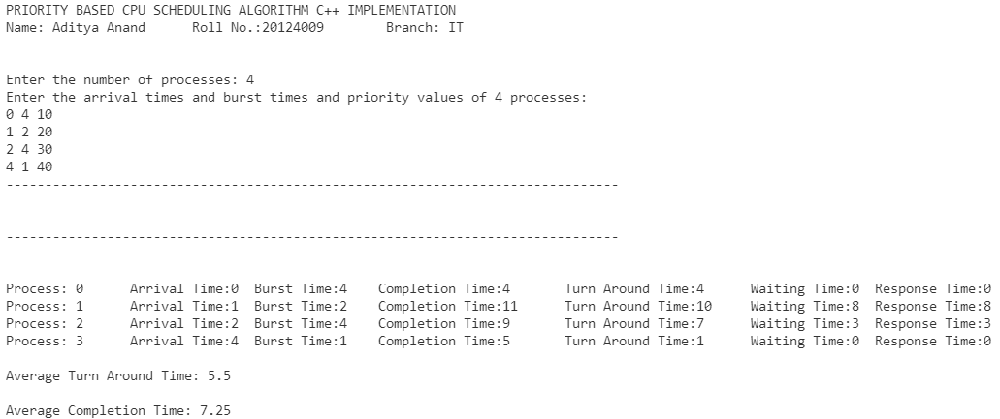 PRIORITY BASED CPU SCHEDULING ALGORITHM C++ IMPLEMENTATION
Name: Aditya Anand      Roll No.:20124009        Branch: IT
Enter the number of processes: 4
Enter the arrival times and burst times and priority values of 4 processes:
0 4 10
1 2 20
2 4 30
4 1 40
-------------------------------------------------------------------------------
-------------------------------------------------------------------------------
Process: 0      Arrival Time:0  Burst Time:4    Completion Time:4       Turn Around Time:4      Waiting Time:0  Response Time:0
Process: 1      Arrival Time:1  Burst Time:2    Completion Time:11      Turn Around Time:10     Waiting Time:8  Response Time:8
Process: 2      Arrival Time:2  Burst Time:4    Completion Time:9       Turn Around Time:7      Waiting Time:3  Response Time:3
Process: 3      Arrival Time:4  Burst Time:1    Completion Time:5       Turn Around Time:1      Waiting Time:0  Response Time:0
Average Turn Around Time: 5.5
Average Completion Time: 7.25